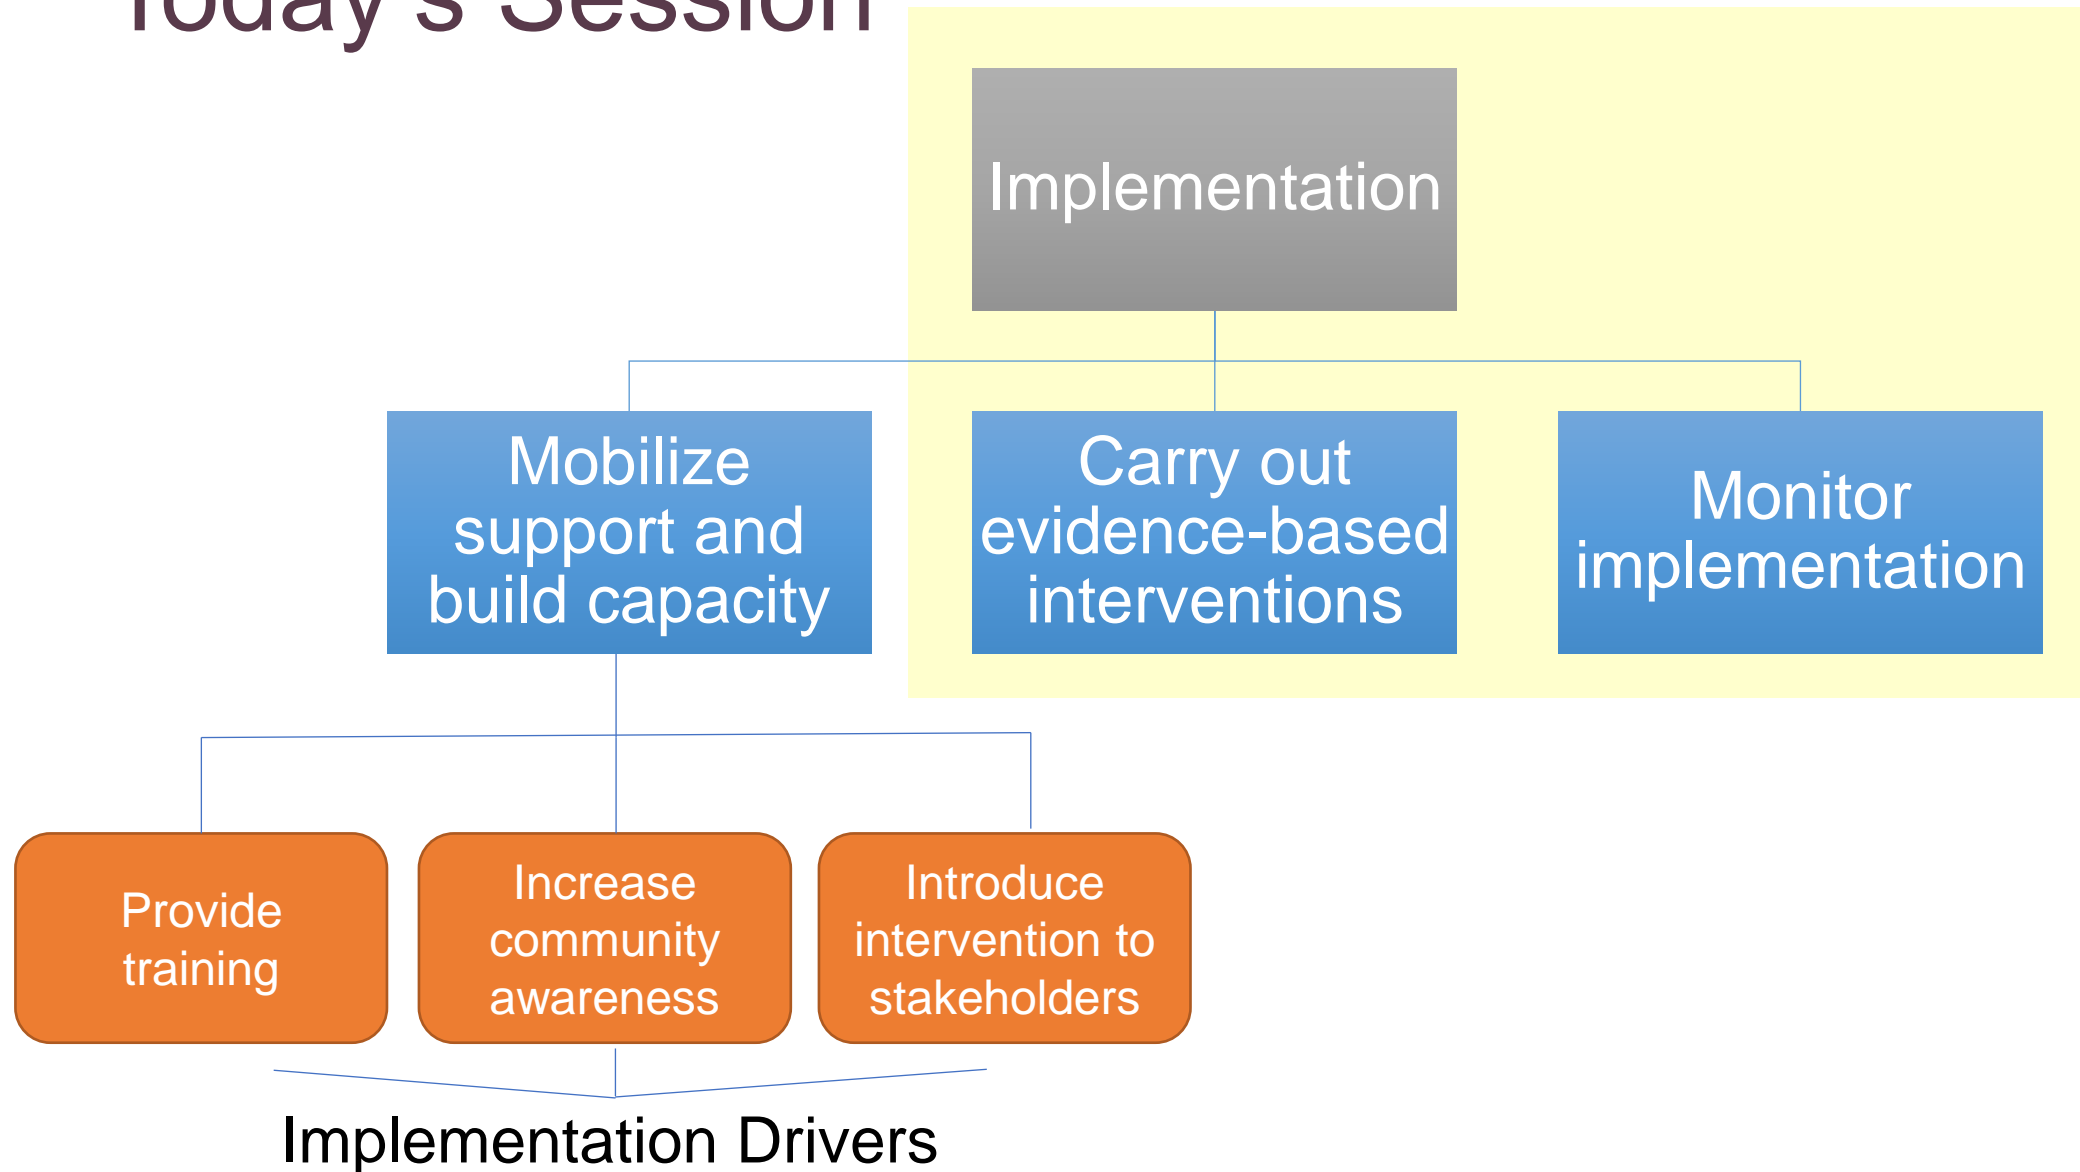 Today's Session
Implementation
Mobilize
support and
build capacity
Carry out
evidence-based
interventions
Monitor
implementation
Provide
training
Increase
community
awareness
Introduce
intervention to
stakeholders
Implementation Drivers